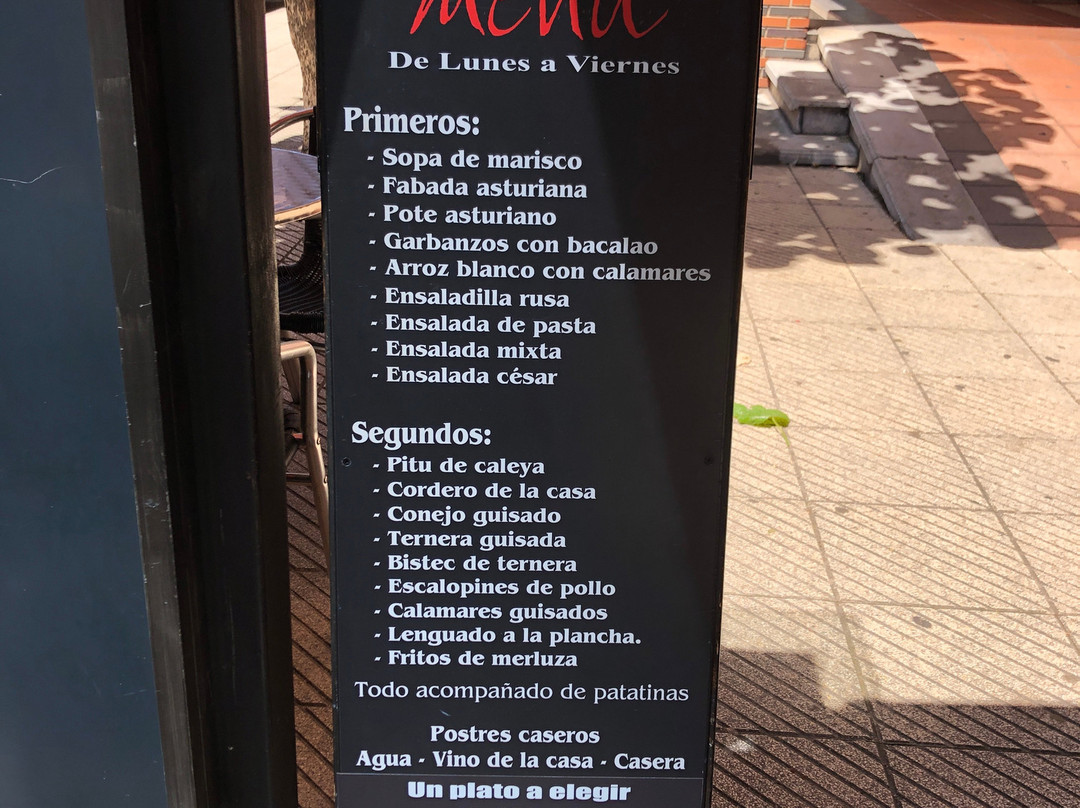 menú
De Lunes a Viernes
Primeros:
- Sopa de marisco
- Fabada asturiana
- Pote asturiano
- Garbanzos con bacalao
- Arroz blanco con calamares
- Ensaladilla rusa
- Ensalada de pasta
- Ensalada mixta
- Ensalada césar
Segundos:
- Pitu de caleya
- Cordero de la casa
- Conejo guisado
- Ternera guisada
- Bistec de ternera
- Escalopines de pollo
- Calamares guisados
- Lenguado a la plancha.
- Fritos de merluza
Todo acompañado de patatinas
Postres caseros
Agua - Vino de la casa - Casera
Un plato a elegir